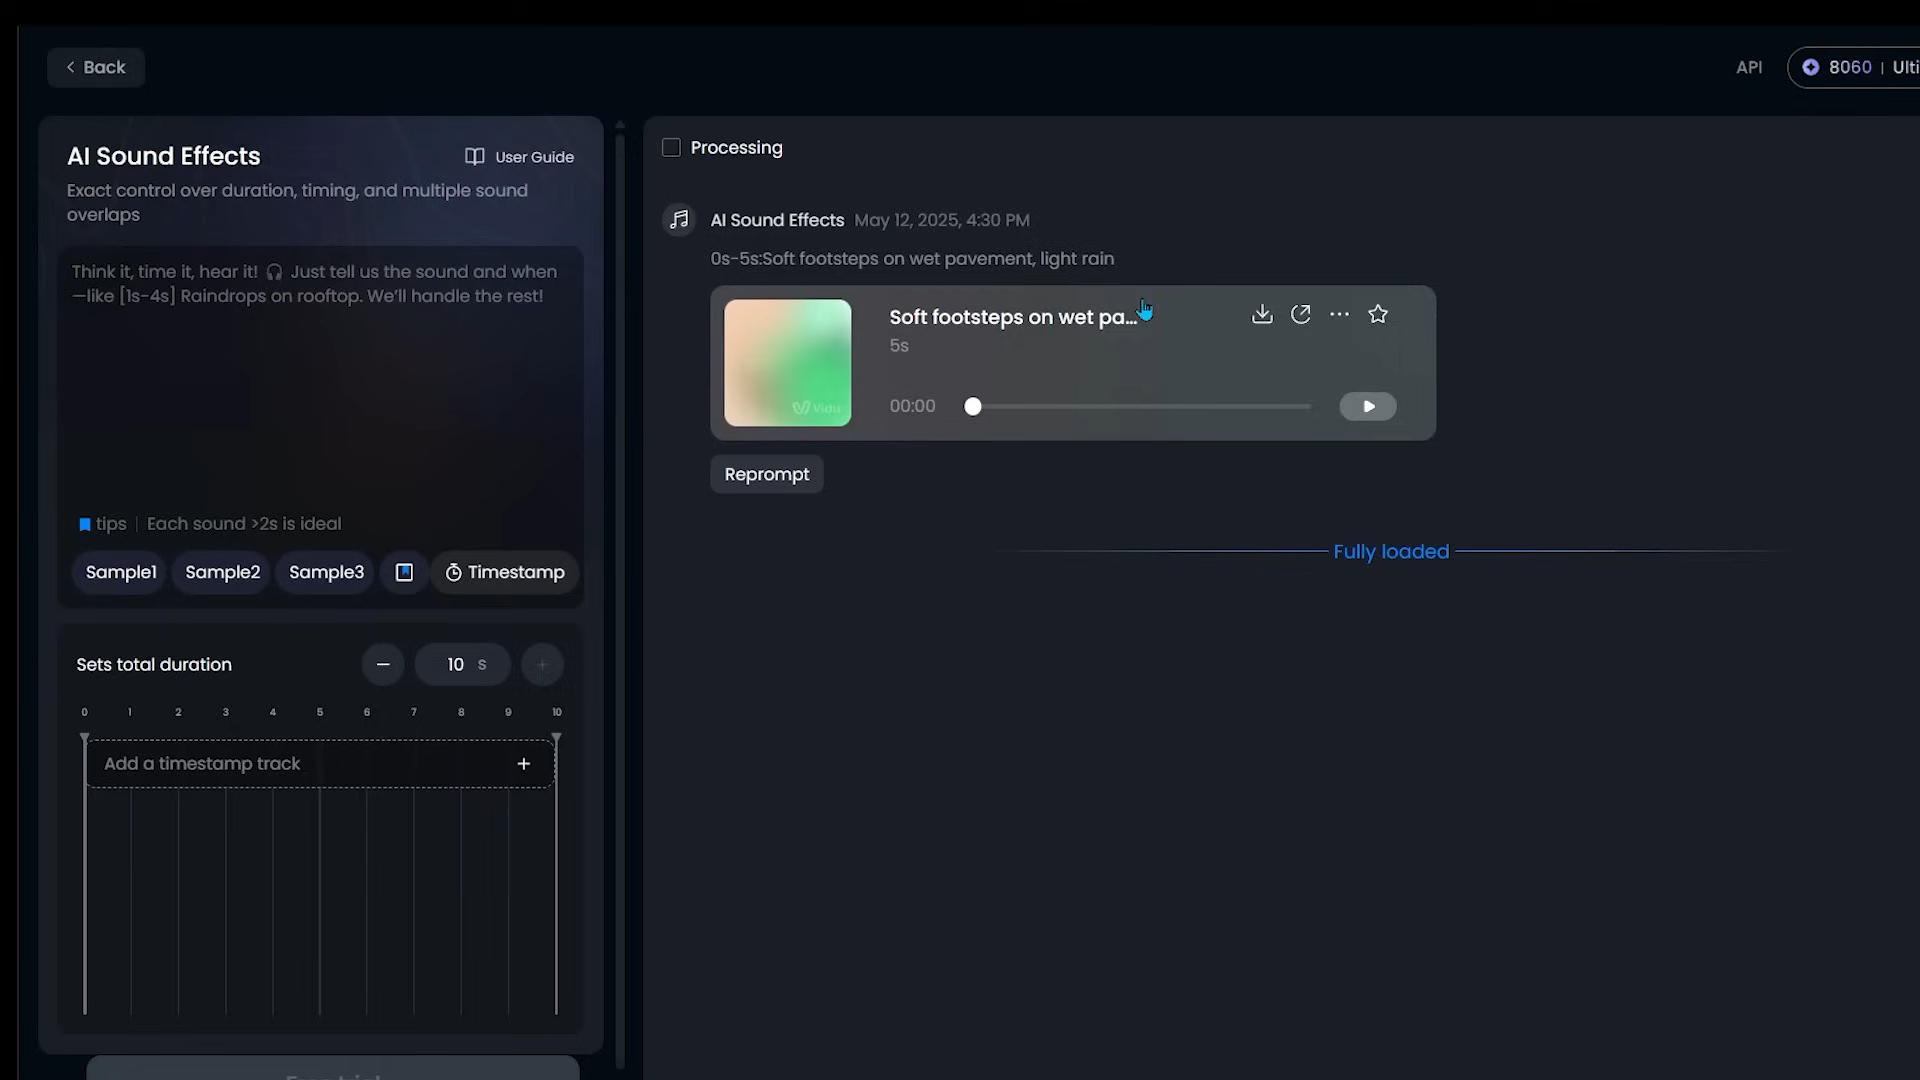 Back
API
8060 | Ulti
AI Sound Effects
User Guide
Exact control over duration, timing, and multiple sound
overlaps
Think it, time it, hear it! 🎧 Just tell us the sound and when
—like [1s-4s] Raindrops on rooftop. We'll handle the rest!
tips | Each sound >2s is ideal
Sample1
Sample2
Sample3
Timestamp
Sets total duration
10 s
0 1 2 3 4 5 6 7 8 9 10
Add a timestamp track
Processing
AI Sound Effects May 12, 2025, 4:30 PM
0s-5s:Soft footsteps on wet pavement, light rain
Soft footsteps on wet pa...
5s
Vidu
00:00
Reprompt
Fully loaded